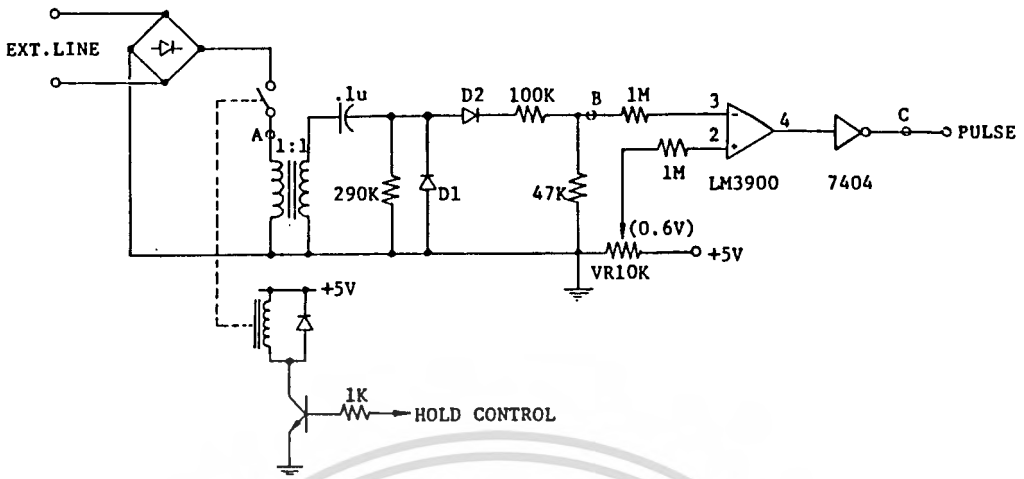 EXT.LINE
.1u
D2
100K
B
1M
3
-
4
C
PULSE
A
1:1
2
+
1M
LM3900
7404
290K
D1
47K
(0.6V)
VR10K
+5V
+5V
1K
HOLD CONTROL